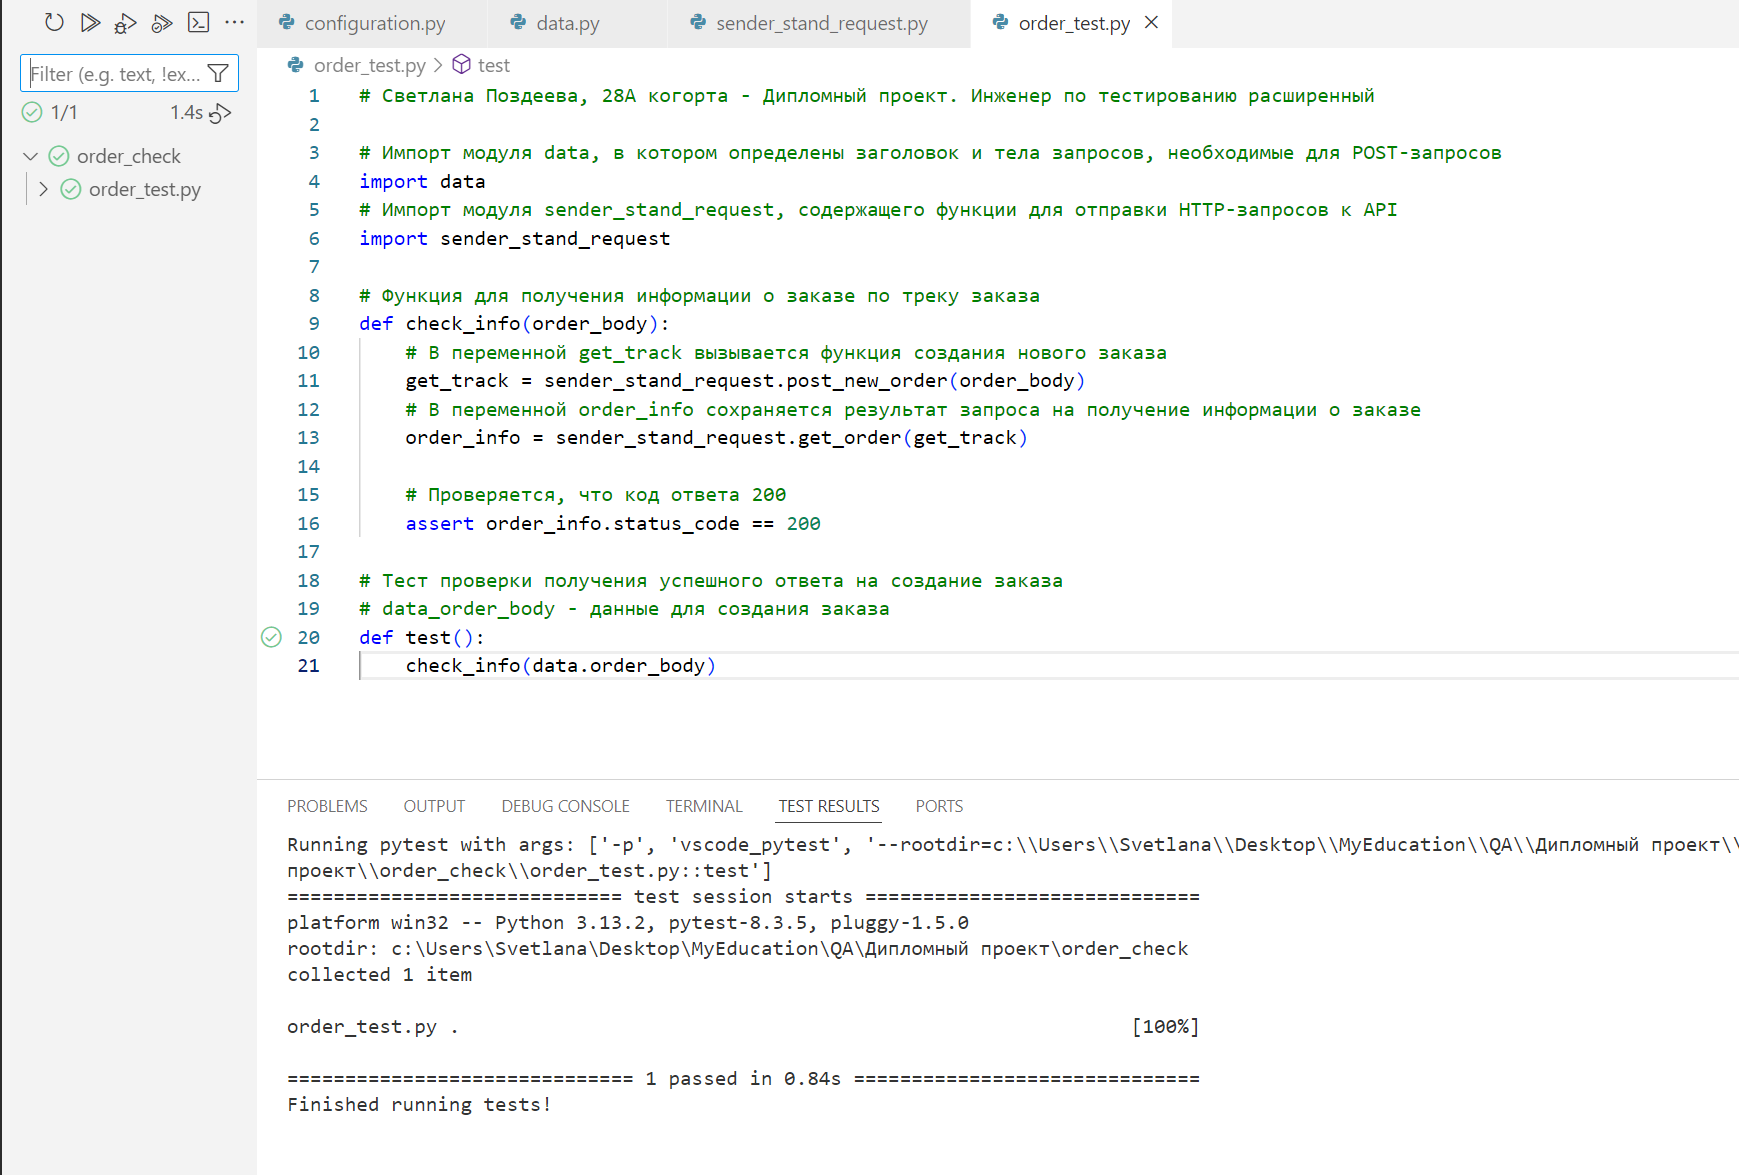 configuration.py
data.py
sender_stand_request.py
order_test.py
Filter (e.g. text, !ex...
1/1
1.4s
order_check
order_test.py
order_test.py > test
1 # Светлана Поздеева, 28А когорта - Дипломный проект. Инженер по тестированию расширенный
2
3 # Импорт модуля data, в котором определены заголовок и тела запросов, необходимые для POST-запросов
4 import data
5 # Импорт модуля sender_stand_request, содержащего функции для отправки HTTP-запросов к API
6 import sender_stand_request
7
8 # Функция для получения информации о заказе по треку заказа
9 def check_info(order_body):
10 # В переменной get_track вызывается функция создания нового заказа
11 get_track = sender_stand_request.post_new_order(order_body)
12 # В переменной order_info сохраняется результат запроса на получение информации о заказе
13 order_info = sender_stand_request.get_order(get_track)
14
15 # Проверяется, что код ответа 200
16 assert order_info.status_code == 200
17
18 # Тест проверки получения успешного ответа на создание заказа
19 # data_order_body - данные для создания заказа
20 def test():
21 check_info(data.order_body)
PROBLEMS OUTPUT DEBUG CONSOLE TERMINAL TEST RESULTS PORTS
Running pytest with args: ['-p', 'vscode_pytest', '--rootdir=c:\\Users\\Svetlana\\Desktop\\MyEducation\\QA\\Дипломный проект\\
проект\\order_check\\order_test.py::test']
============================= test session starts =============================
platform win32 -- Python 3.13.2, pytest-8.3.5, pluggy-1.5.0
rootdir: c:\Users\Svetlana\Desktop\MyEducation\QA\Дипломный проект\order_check
collected 1 item
order_test.py . [100%]
============================== 1 passed in 0.84s ==============================
Finished running tests!